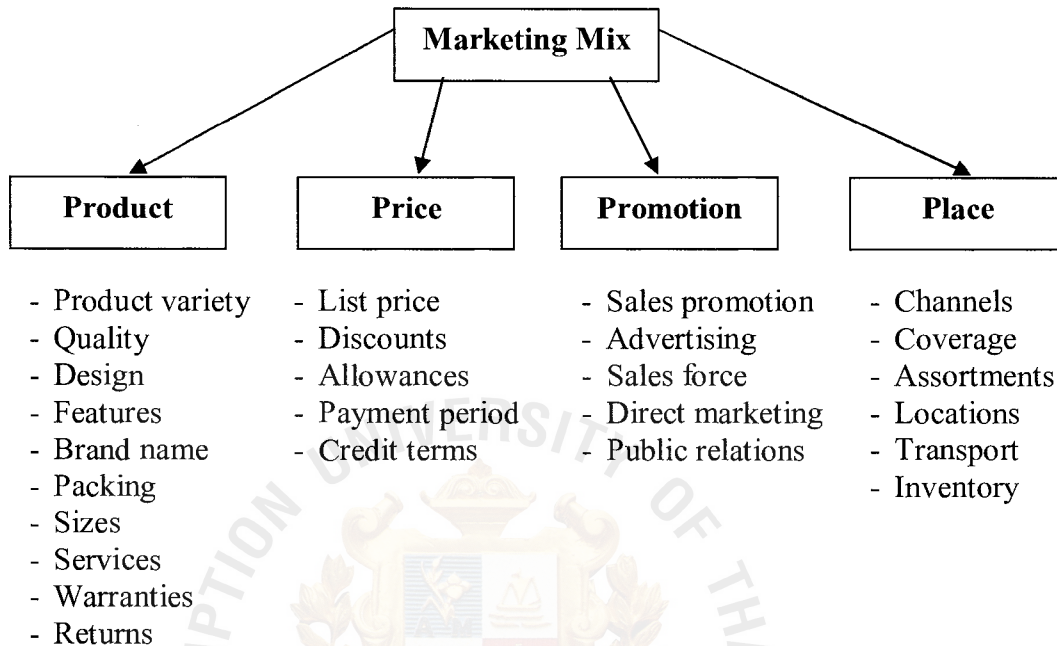 Marketing Mix
Product
Price
Promotion
Place
- Product variety
- Quality
- Design
- Features
- Brand name
- Packing
- Sizes
- Services
- Warranties
- Returns
- List price
- Discounts
- Allowances
- Payment period
- Credit terms
- Sales promotion
- Advertising
- Sales force
- Direct marketing
- Public relations
- Channels
- Coverage
- Assortments
- Locations
- Transport
- Inventory
UNIVERSITY OF